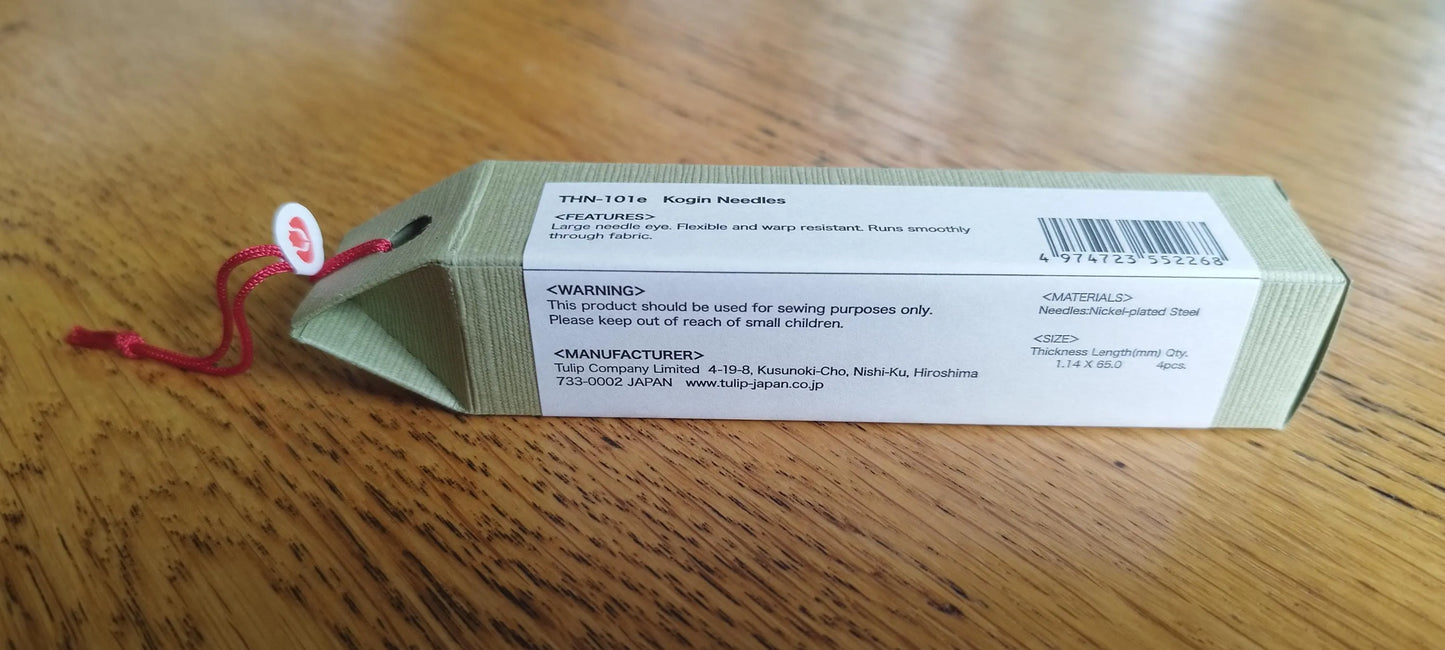 THN-101e Kogin Needles
<FEATURES>
Large needle eye. Flexible and warp resistant. Runs smoothly
through fabric.
4 974723 552268
<WARNING>
This product should be used for sewing purposes only.
Please keep out of reach of small children.
<MANUFACTURER>
Tulip Company Limited 4-19-8, Kusunoki-Cho, Nishi-Ku, Hiroshima
733-0002 JAPAN www.tulip-japan.co.jp
<MATERIALS>
Needles:Nickel-plated Steel
<SIZE>
Thickness Length(mm) Qty.
1.14 X 65.0 4pcs.